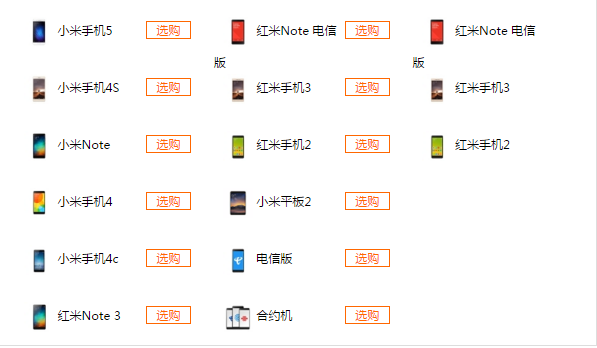 小米手机5 选购 红米Note 电信版 选购 红米Note 电信版
小米手机4S 选购 红米手机3 选购 红米手机3
小米Note 选购 红米手机2 选购 红米手机2
小米手机4 选购 小米平板2 选购
小米手机4c 选购 电信版 选购
红米Note 3 选购 合约机 选购